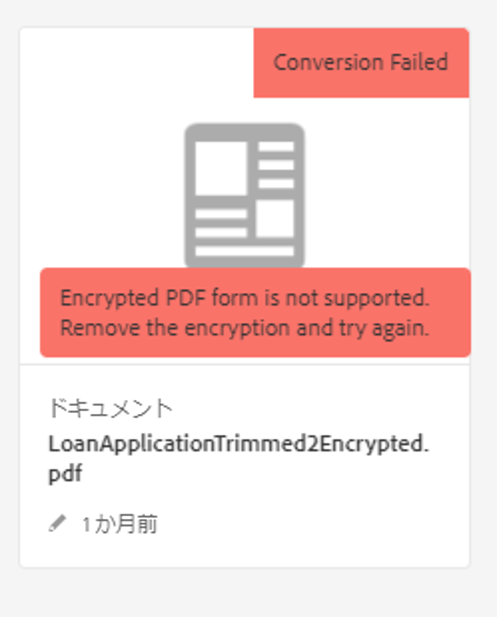 Conversion Failed
Encrypted PDF form is not supported.
Remove the encryption and try again.
ドキュメント
LoanApplicationTrimmed2Encrypted.
pdf
1 か月前